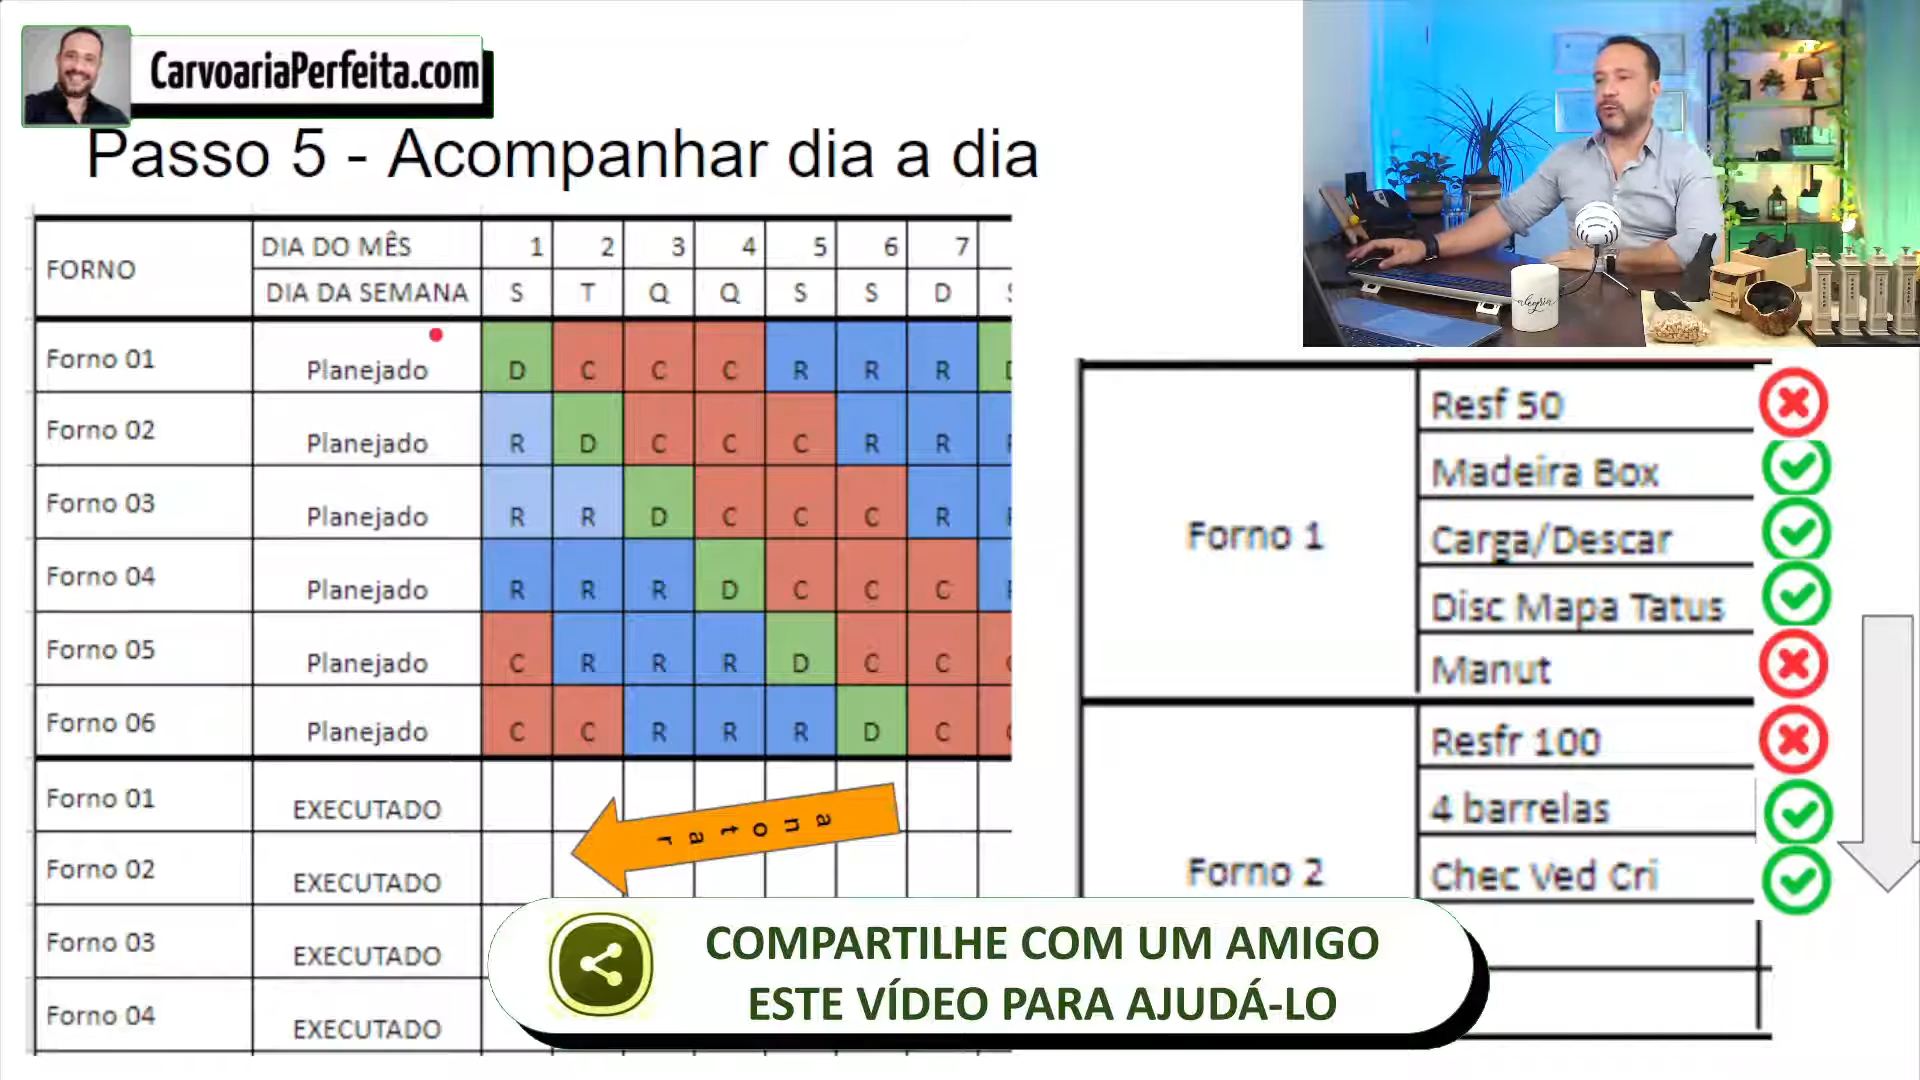 CarvoariaPerfeita.com
Passo 5 - Acompanhar dia a dia
FORNO DIA DO MÊS 1 2 3 4 5 6 7
DIA DA SEMANA S T Q Q S S D
Forno 01 Planejado D C C C R R R
Forno 02 Planejado R D C C C R R
Forno 03 Planejado R R D C C C R
Forno 04 Planejado R R R D C C C
Forno 05 Planejado C R R R D C C
Forno 06 Planejado C C R R R D C
Forno 01 EXECUTADO
Forno 02 EXECUTADO
Forno 03 EXECUTADO
Forno 04 EXECUTADO
anotar
Forno 1
Resf 50
Madeira Box
Carga/Descar
Disc Mapa Tatus
Manut
Forno 2
Resfr 100
4 barrelas
Chec Ved Cri
COMPARTILHE COM UM AMIGO
ESTE VÍDEO PARA AJUDÁ-LO
alegria